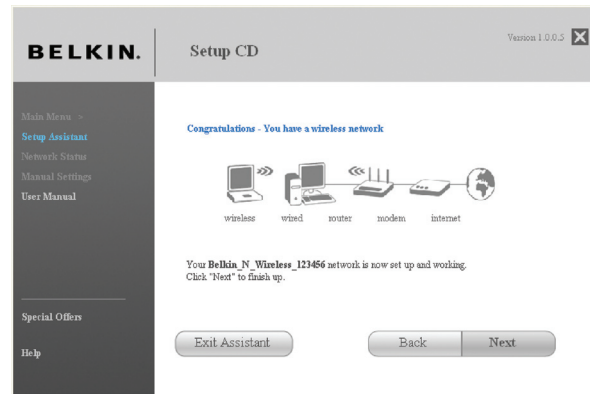 BELKIN.
Setup CD
Version 1.0.0.5
Main Menu >
Setup Assistant
Network Status
Manual Settings
User Manual
Special Offers
Help
Congratulations - You have a wireless network
wireless wired router modem internet
Your Belkin_N_Wireless_123456 network is now set up and working.
Click "Next" to finish up.
Exit Assistant
Back
Next